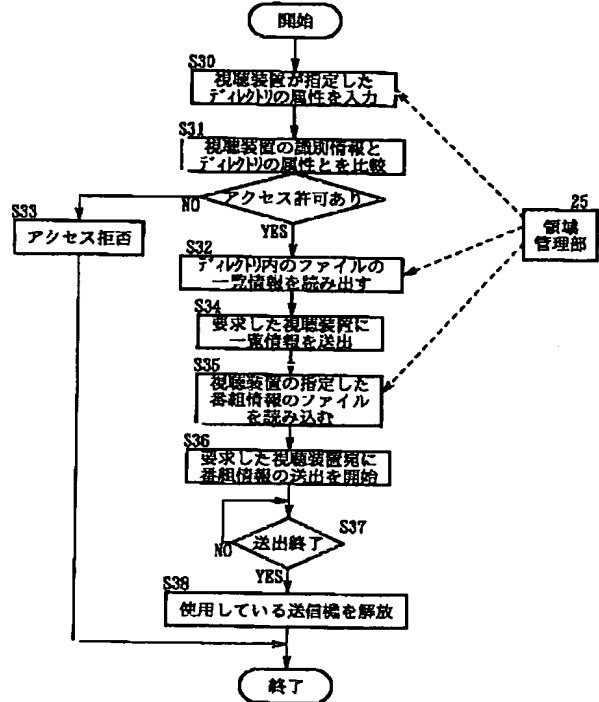 開始
S30
視聴装置が指定した
ディレクトリの属性を入力
S31
視聴装置の識別情報と
ディレクトリの属性とを比較
アクセス許可あり
NO
YES
S33
アクセス拒否
25
領域
管理部
S32
ディレクトリ内のファイルの
一覧情報を読み出す
S34
要求した視聴装置に
一覧情報を送出
S35
視聴装置の指定した
番組情報のファイル
を読み込む
S36
要求した視聴装置宛に
番組情報の送出を開始
S37
送出終了
NO
YES
S38
使用している送信機を解放
終了